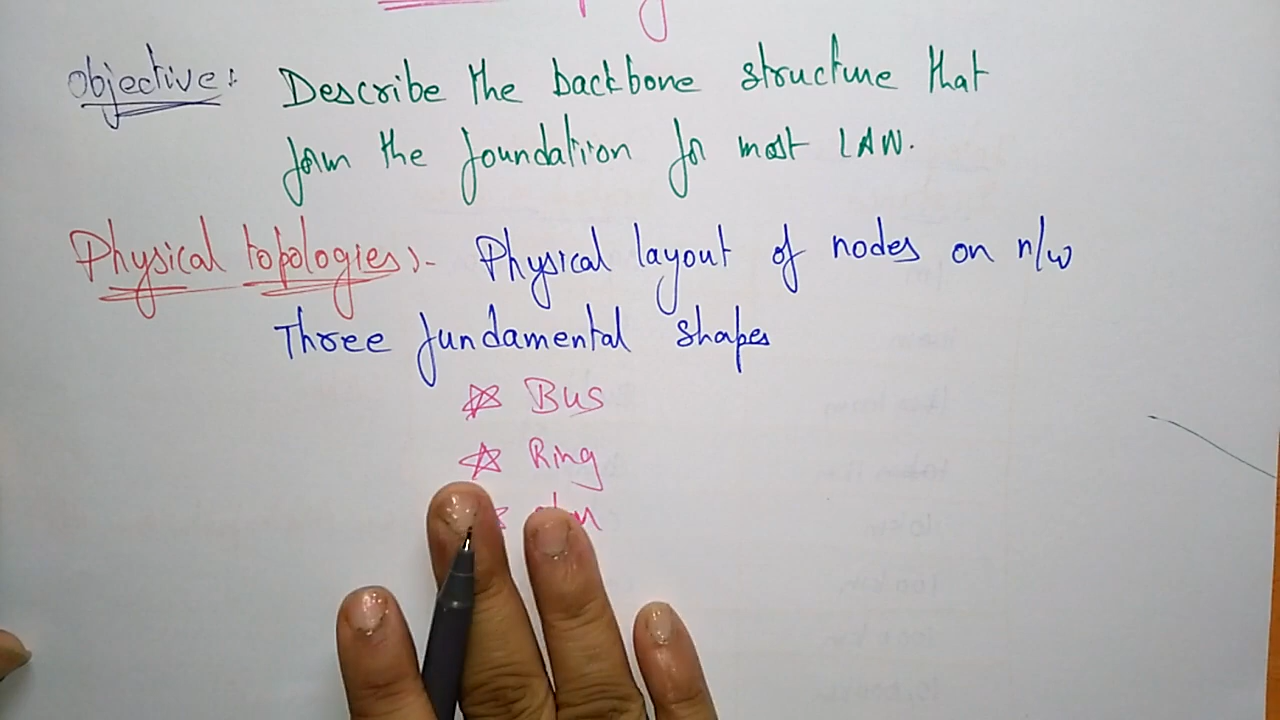 Objective: Describe the backbone structure that
form the foundation for most LAN.
Physical topologies:- Physical layout of nodes on n/w
Three fundamental shapes
☆ Bus
☆ Ring